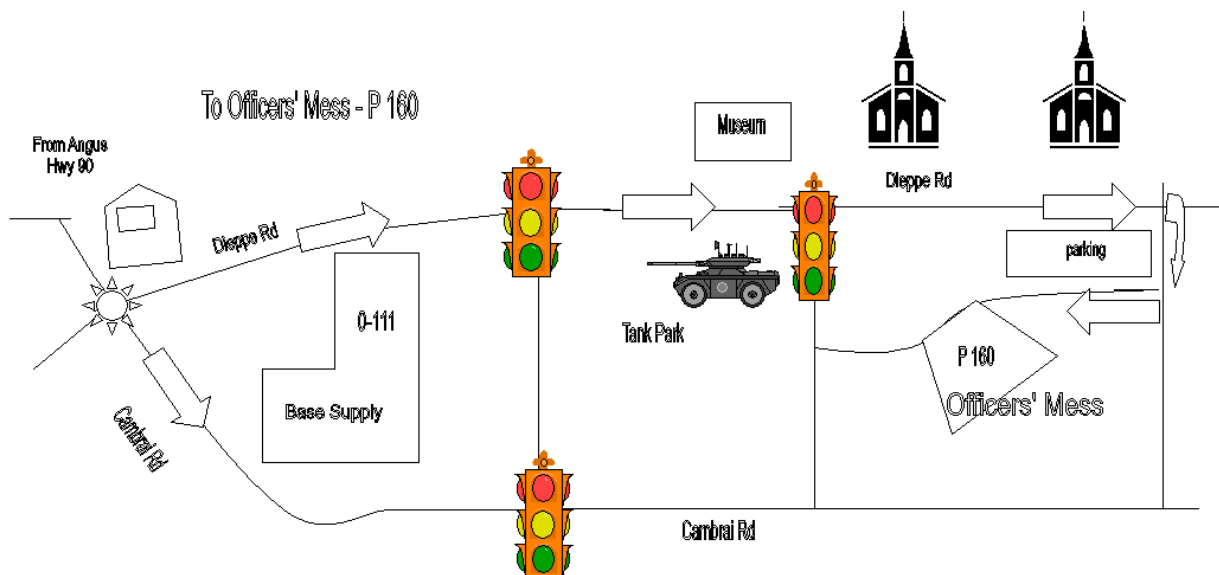 To Officers' Mess - P 160
From Angus
Hwy 90
Museum
Dieppe Rd
Dieppe Rd
parking
0-111
Tank Park
P 160
Officers' Mess
Base Supply
Cambrai Rd
Cambrai Rd